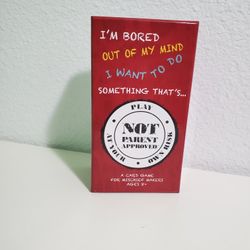 I'M BORED
OUT OF MY MIND
I WANT TO DO
SOMETHING THAT'S...
PLAY
NOT
PARENT
APPROVED
AT YOUR
OWN RISK
A CARD GAME
FOR MISCHIEF MAKERS
AGES 8+